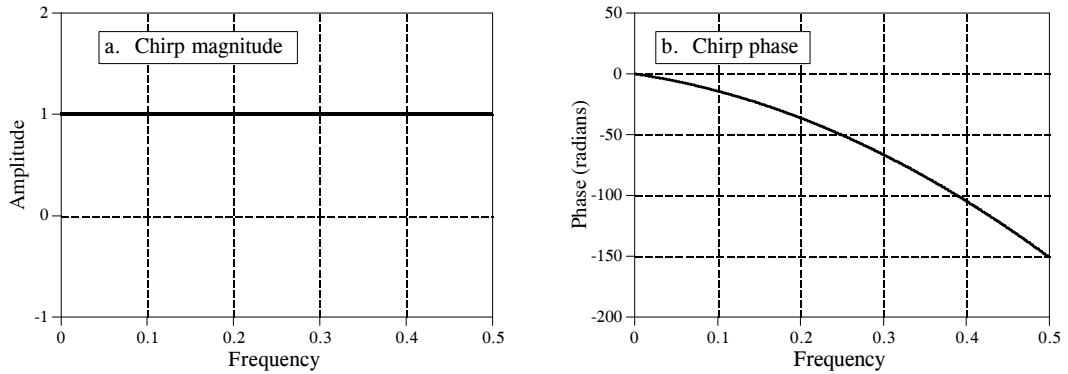 a. Chirp magnitude
Amplitude
2
1
0
-1
0 0.1 0.2 0.3 0.4 0.5
Frequency
b. Chirp phase
Phase (radians)
50
0
-50
-100
-150
-200
0 0.1 0.2 0.3 0.4 0.5
Frequency